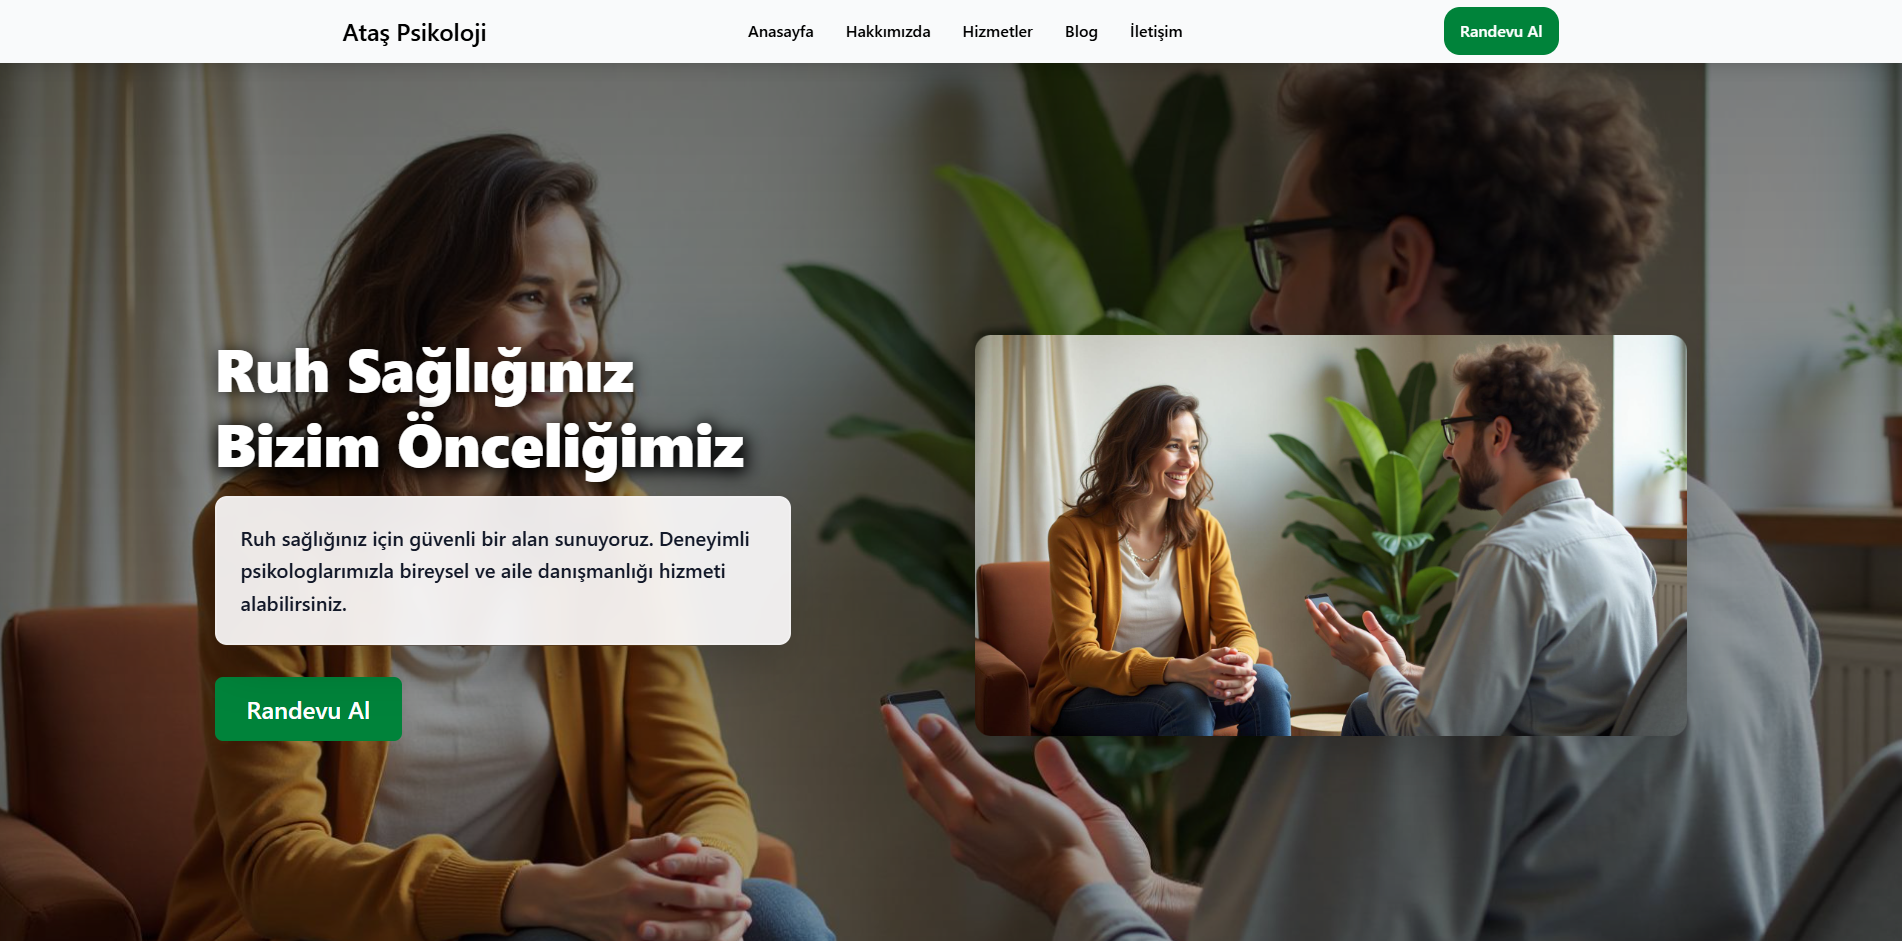 Ataş Psikoloji
Anasayfa
Hakkımızda
Hizmetler
Blog
İletişim
Randevu Al
Ruh Sağlığınız
Bizim Önceliğimiz
Ruh sağlığınız için güvenli bir alan sunuyoruz. Deneyimli
psikologlarımızla bireysel ve aile danışmanlığı hizmeti
alabilirsiniz.
Randevu Al